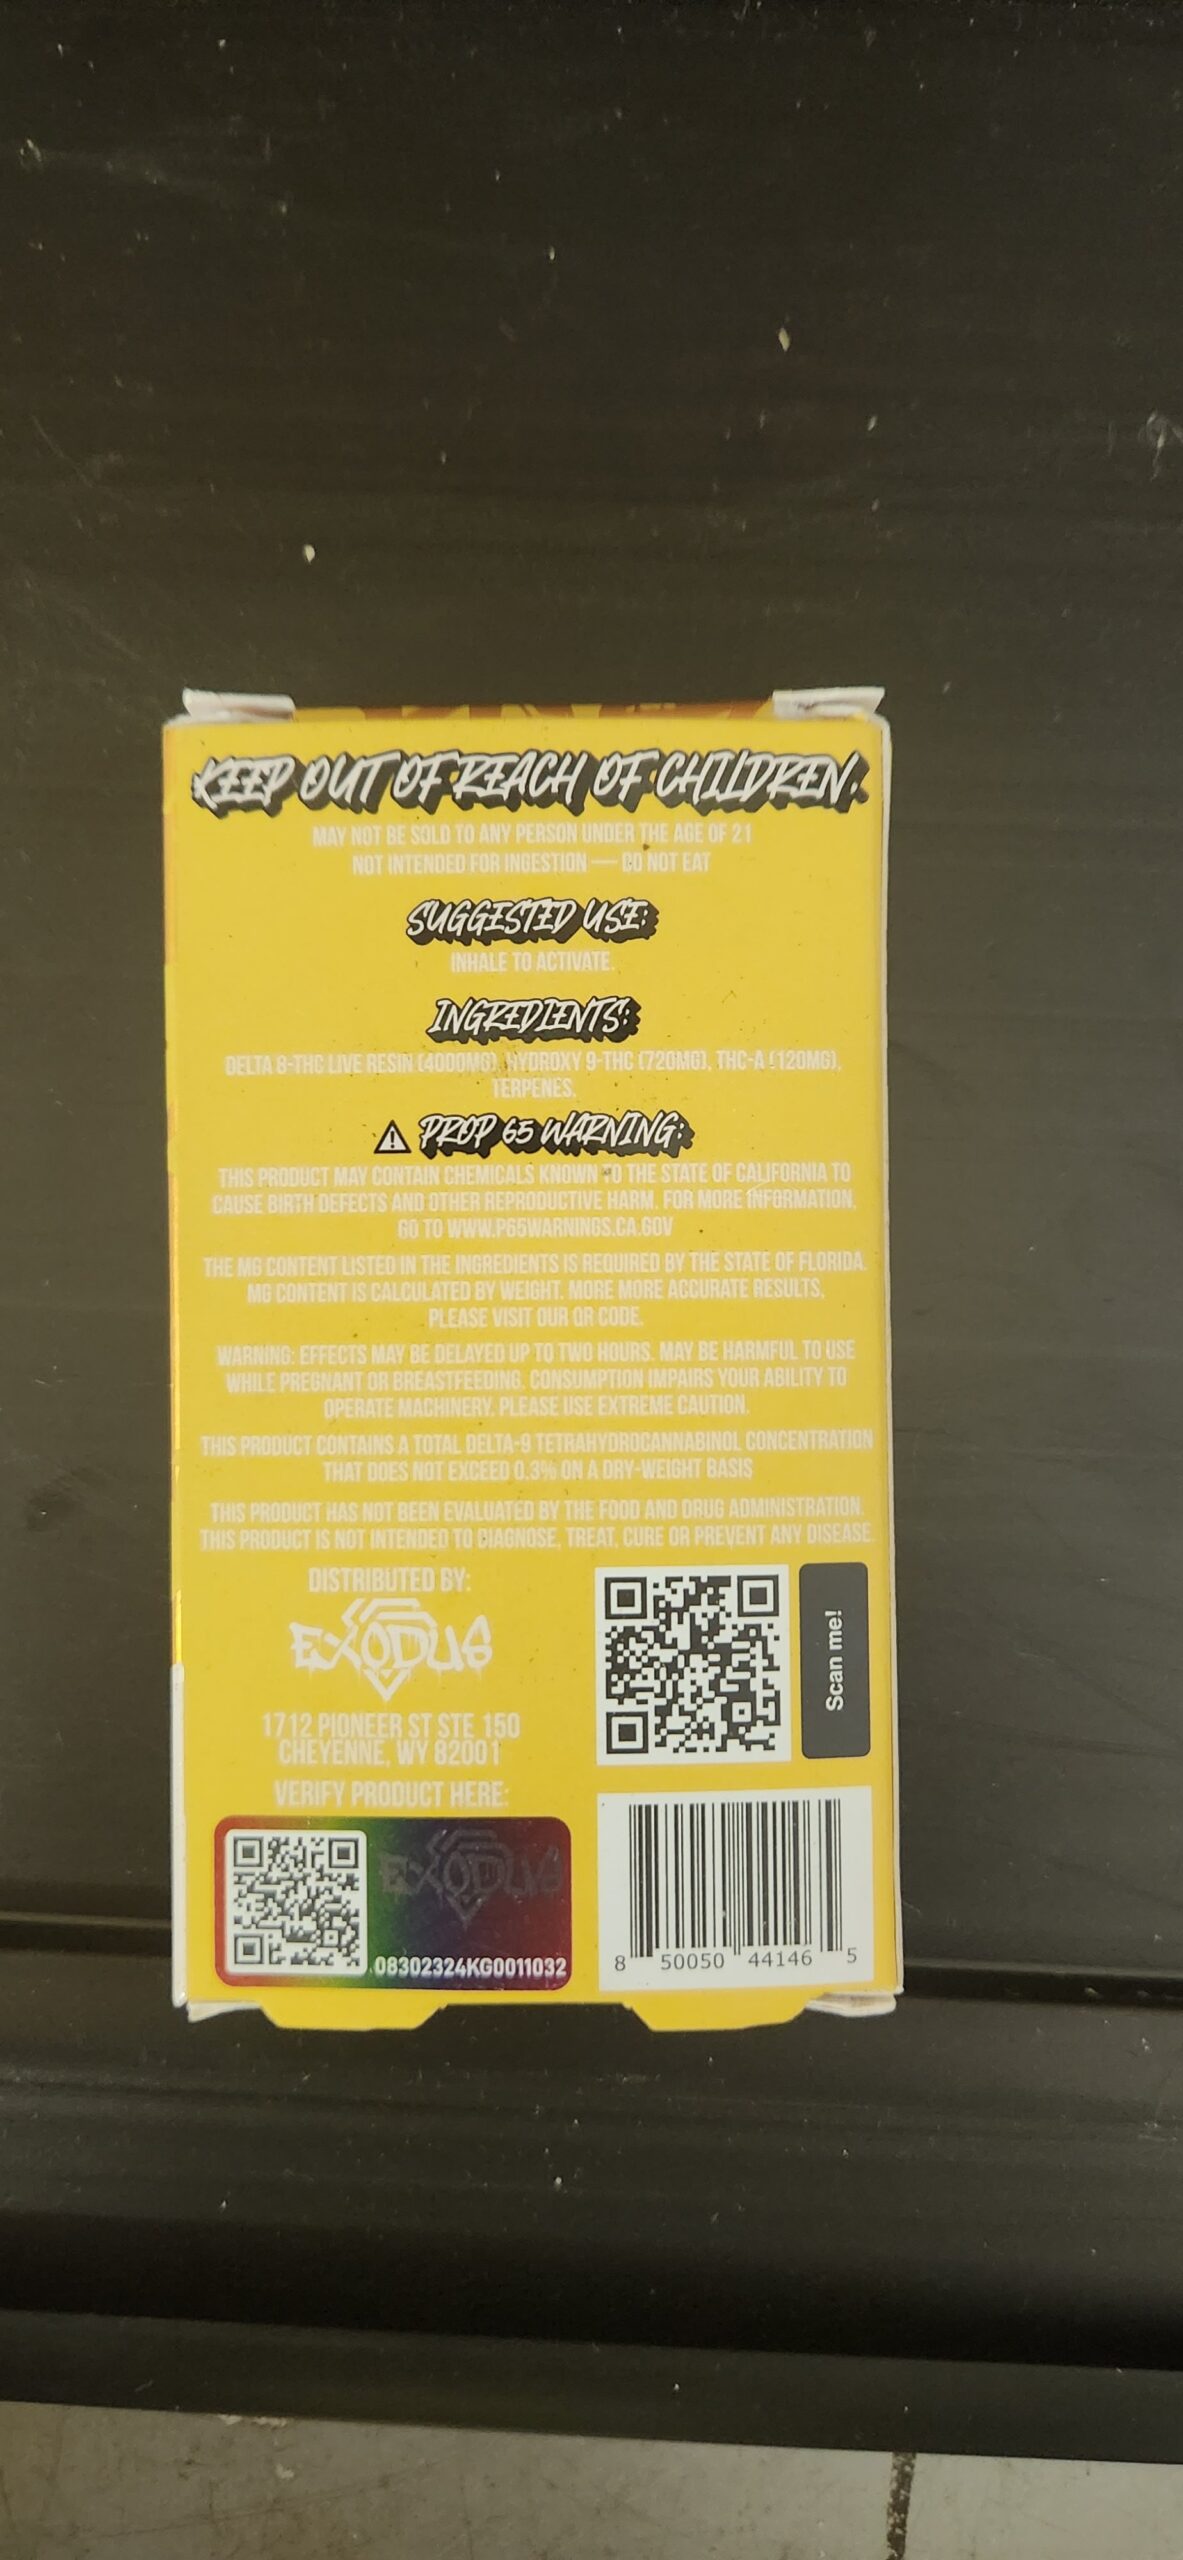 KEEP OUT OF REACH OF CHILDREN.
MAY NOT BE SOLD TO ANY PERSON UNDER THE AGE OF 21
NOT INTENDED FOR INGESTION — DO NOT EAT
SUGGESTED USE:
INHALE TO ACTIVATE.
INGREDIENTS:
DELTA 8-THC LIVE RESIN (4000MG), HYDROXY 9-THC (720MG), THC-A (120MG),
TERPENES.
PROP 65 WARNING:
THIS PRODUCT MAY CONTAIN CHEMICALS KNOWN TO THE STATE OF CALIFORNIA TO
CAUSE BIRTH DEFECTS AND OTHER REPRODUCTIVE HARM. FOR MORE INFORMATION,
GO TO WWW.P65WARNINGS.CA.GOV
THE MG CONTENT LISTED IN THE INGREDIENTS IS REQUIRED BY THE STATE OF FLORIDA.
MG CONTENT IS CALCULATED BY WEIGHT. MORE MORE ACCURATE RESULTS,
PLEASE VISIT OUR QR CODE.
WARNING: EFFECTS MAY BE DELAYED UP TO TWO HOURS. MAY BE HARMFUL TO USE
WHILE PREGNANT OR BREASTFEEDING. CONSUMPTION IMPAIRS YOUR ABILITY TO
OPERATE MACHINERY. PLEASE USE EXTREME CAUTION.
THIS PRODUCT CONTAINS A TOTAL DELTA-9 TETRAHYDROCANNABINOL CONCENTRATION
THAT DOES NOT EXCEED 0.3% ON A DRY-WEIGHT BASIS
THIS PRODUCT HAS NOT BEEN EVALUATED BY THE FOOD AND DRUG ADMINISTRATION.
THIS PRODUCT IS NOT INTENDED TO DIAGNOSE, TREAT, CURE OR PREVENT ANY DISEASE.
DISTRIBUTED BY:
EXODUS
1712 PIONEER ST STE 150
CHEYENNE, WY 82001
Scan me!
VERIFY PRODUCT HERE:
EXODUS
08302324KG0011032
8 50050 44146 5